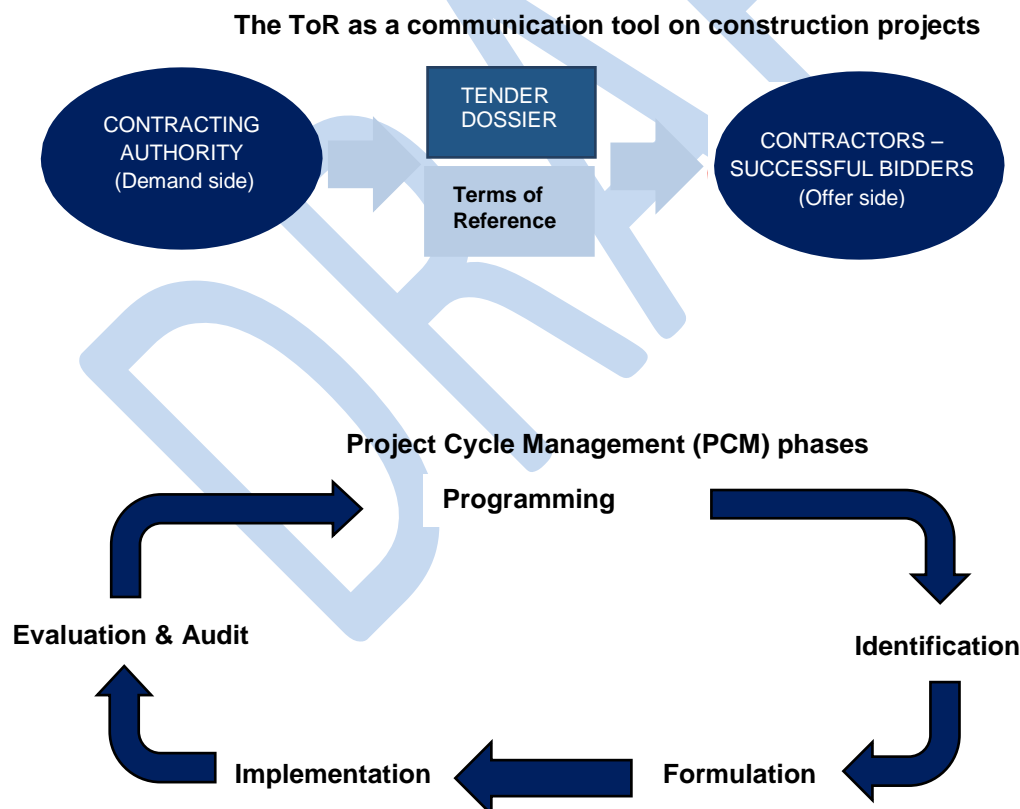 The ToR as a communication tool on construction projects
CONTRACTING
AUTHORITY
(Demand side)
TENDER
DOSSIER
Terms of
Reference
CONTRACTORS –
SUCCESSFUL BIDDERS
(Offer side)
Project Cycle Management (PCM) phases
Programming
Evaluation & Audit
Identification
Implementation
Formulation